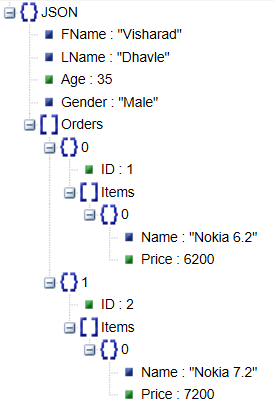 JSON
FName : "Visharad"
LName : "Dhavle"
Age : 35
Gender : "Male"
Orders
0
ID : 1
Items
0
Name : "Nokia 6.2"
Price : 6200
1
ID : 2
Items
0
Name : "Nokia 7.2"
Price : 7200